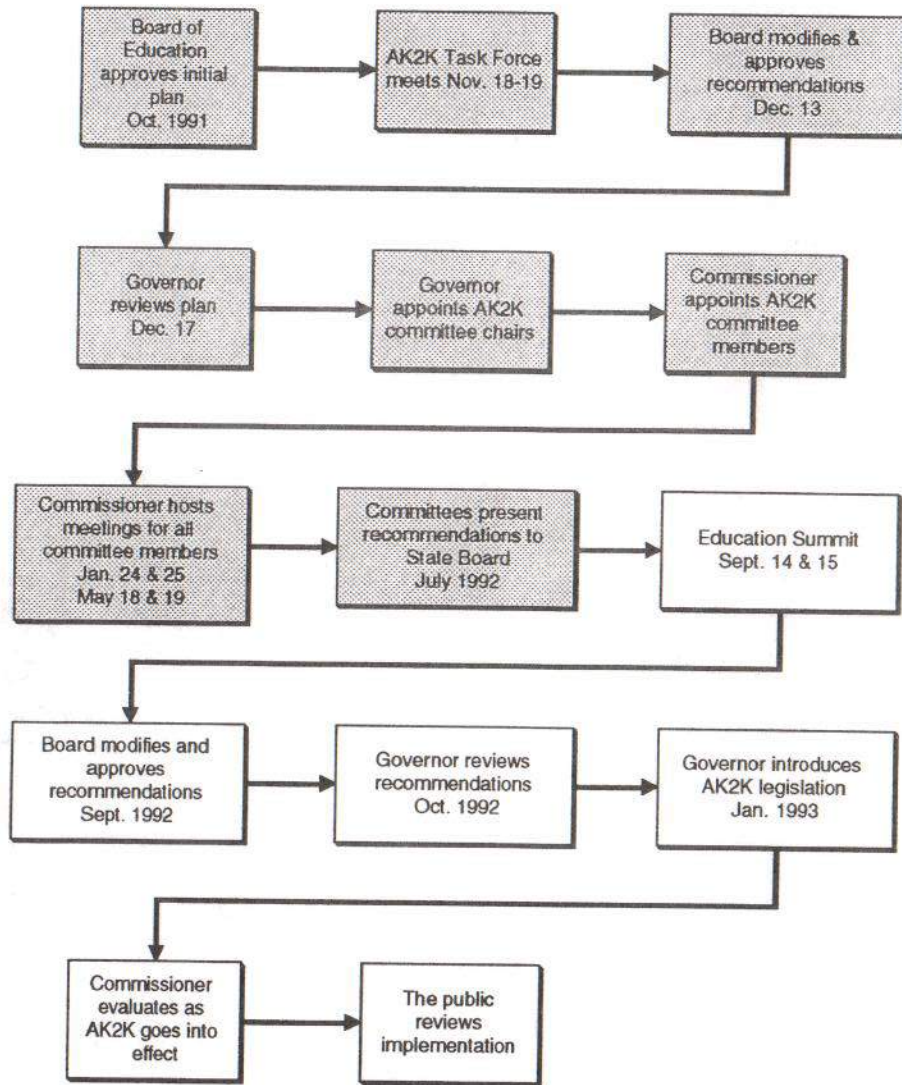 Board of
Education
approves initial
plan
Oct. 1991
AK2K Task Force
meets Nov. 18-19
Board modifies &
approves
recommendations
Dec. 13
Governor
reviews plan
Dec. 17
Governor
appoints AK2K
committee chairs
Commissioner
appoints AK2K
committee
members
Commissioner hosts
meetings for all
committee members
Jan. 24 & 25
May 18 & 19
Committees present
recommendations to
State Board
July 1992
Education Summit
Sept. 14 & 15
Board modifies and
approves
recommendations
Sept. 1992
Governor reviews
recommendations
Oct. 1992
Governor introduces
AK2K legislation
Jan. 1993
Commissioner
evaluates as
AK2K goes into
effect
The public
reviews
implementation